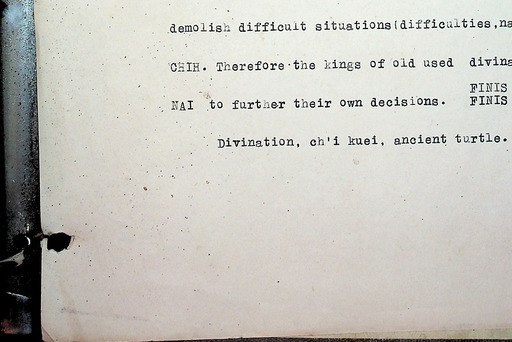 demolish difficult situations(difficulties,na
CHIH. Therefore the kings of old used divina
FINIS
NAI to further their own decisions. FINIS
Divination, ch'i kuei, ancient turtle.